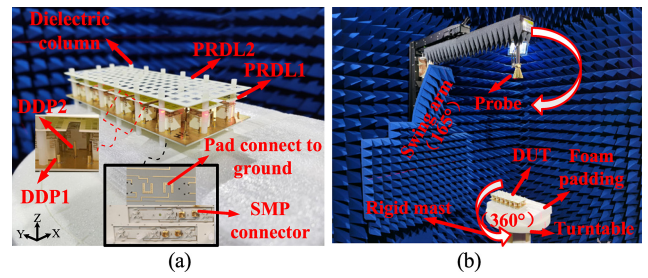 Dielectric
column
PRDL2
PRDL1
DDP2
DDP1
Pad connect to
ground
SMP
connector
Z
Y
X
(a)
Probe
Swing arm
(166°)
DUT
Foam
padding
Rigid mast
(360°)
Turntable
(b)